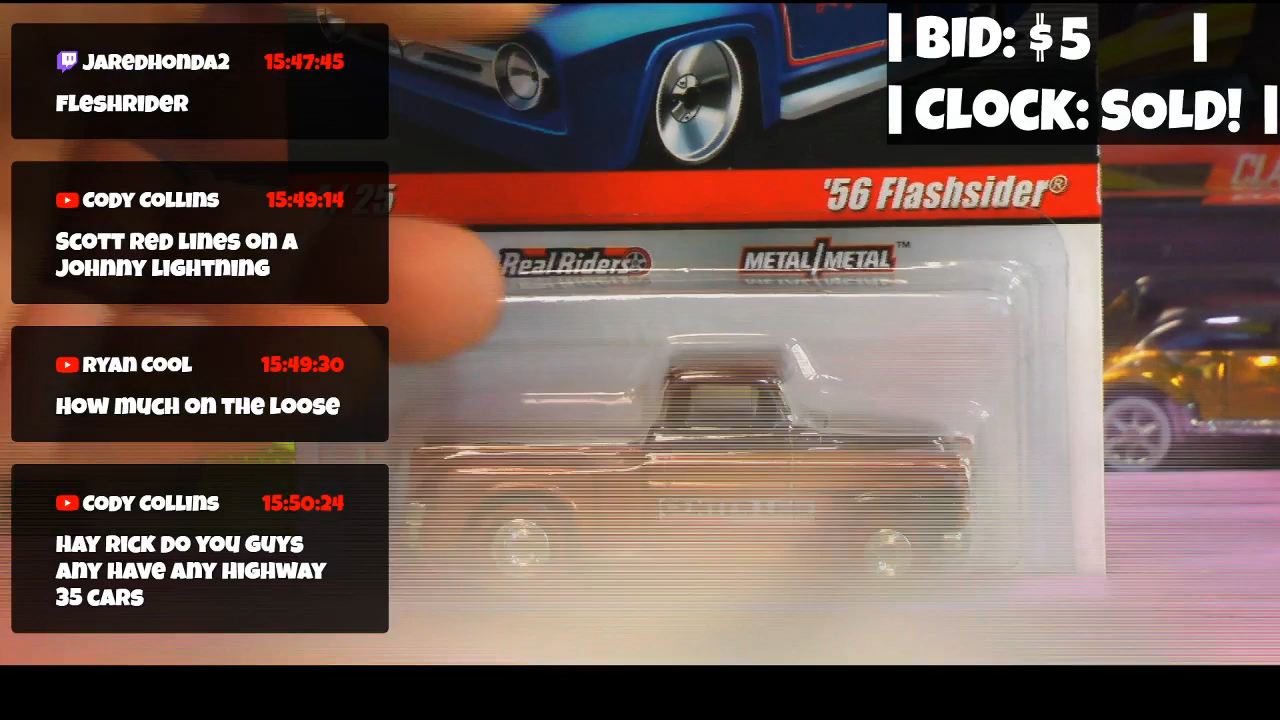 JAREDHONDA2 15:47:45
FLESHRIDER
CODY COLLINS 15:49:14
SCOTT RED LINES ON A
JOHNNY LIGHTNING
RYAN COOL 15:49:30
HOW MUCH ON THE LOOSE
CODY COLLINS 15:50:24
HAY RICK DO YOU GUYS
ANY HAVE ANY HIGHWAY
35 CARS
| BID: $5 |
| CLOCK: SOLD! |
/25
'56 Flashsider®
Real Riders
METAL/METAL™